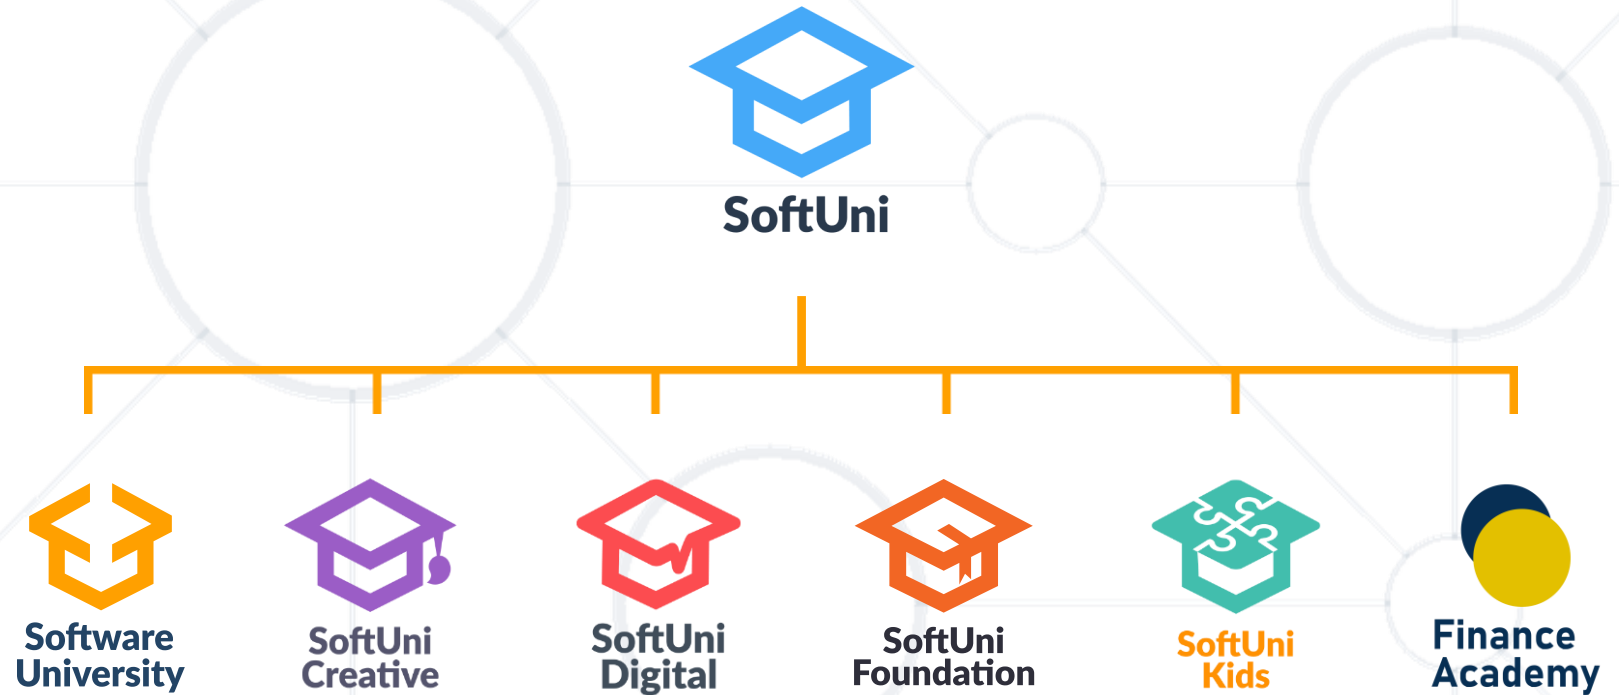 SoftUni
Software
University
SoftUni
Creative
SoftUni
Digital
SoftUni
Foundation
SoftUni
Kids
Finance
Academy